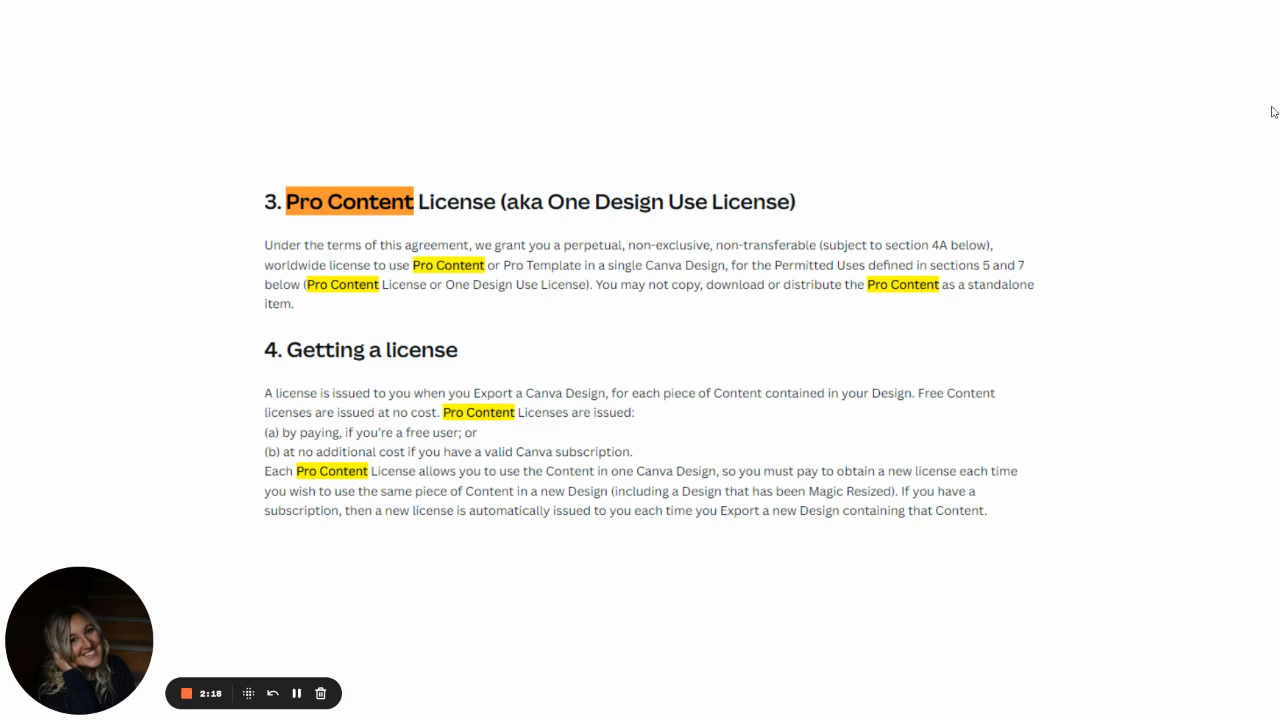 3. Pro Content License (aka One Design Use License)
Under the terms of this agreement, we grant you a perpetual, non-exclusive, non-transferable (subject to section 4A below),
worldwide license to use Pro Content or Pro Template in a single Canva Design, for the Permitted Uses defined in sections 5 and 7
below (Pro Content License or One Design Use License). You may not copy, download or distribute the Pro Content as a standalone
item.
4. Getting a license
A license is issued to you when you Export a Canva Design, for each piece of Content contained in your Design. Free Content
licenses are issued at no cost. Pro Content Licenses are issued:
(a) by paying, if you’re a free user; or
(b) at no additional cost if you have a valid Canva subscription.
Each Pro Content License allows you to use the Content in one Canva Design, so you must pay to obtain a new license each time
you wish to use the same piece of Content in a new Design (including a Design that has been Magic Resized). If you have a
subscription, then a new license is automatically issued to you each time you Export a new Design containing that Content.
2:18